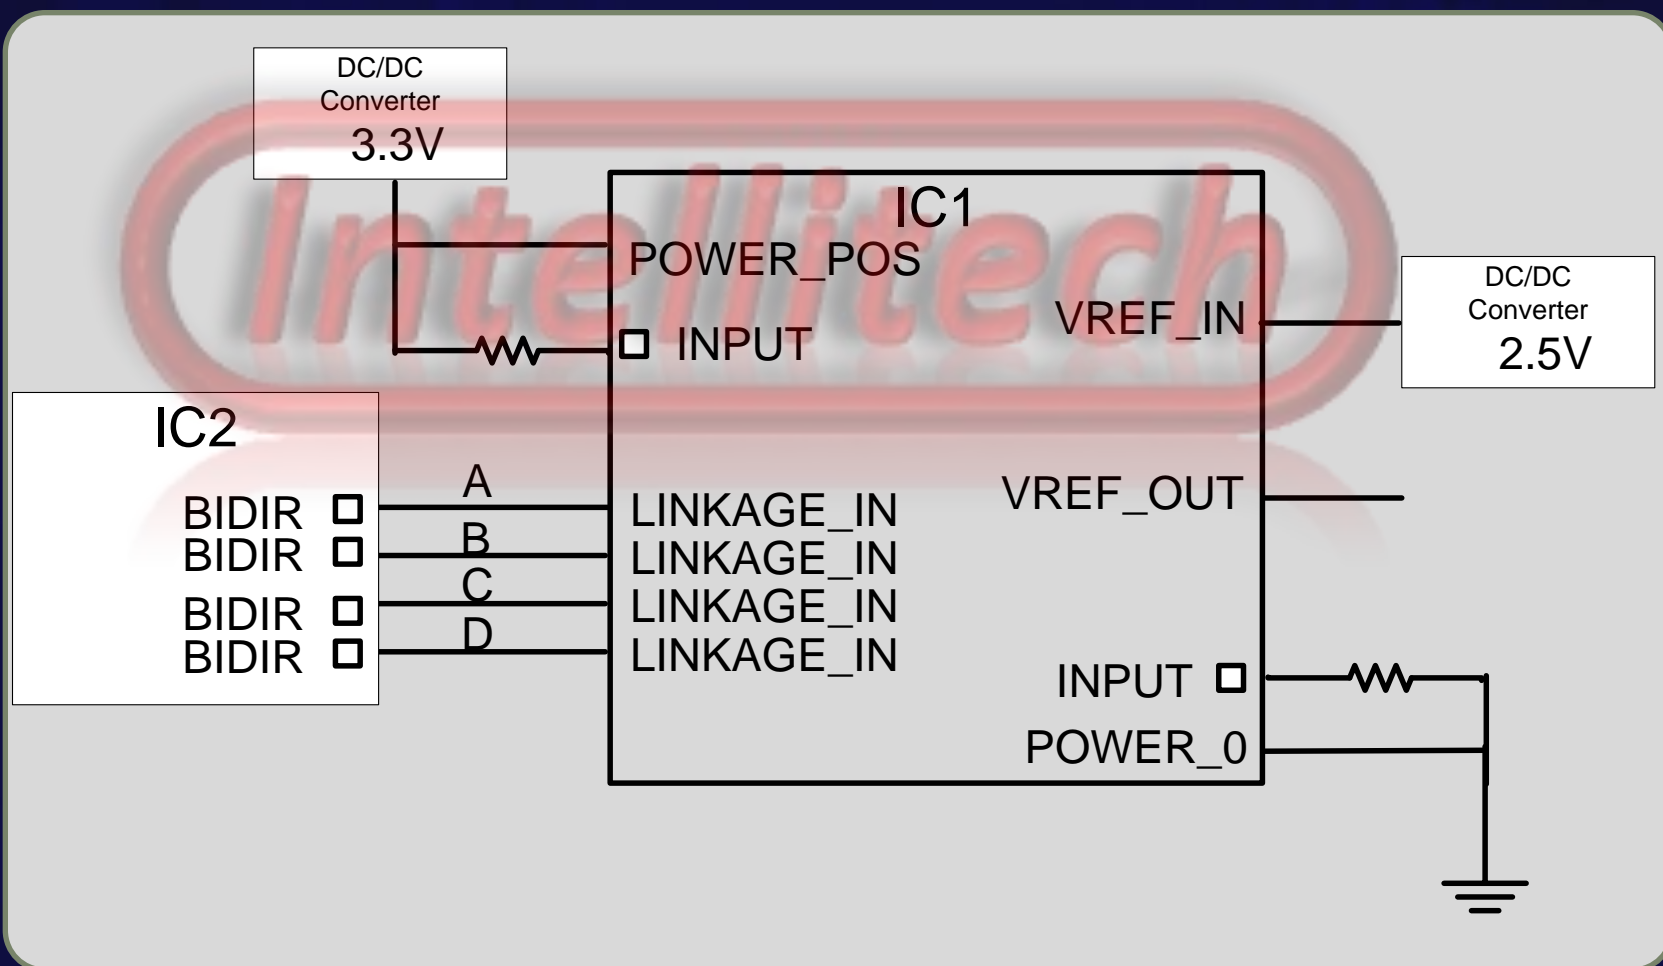 DC/DC
Converter
3.3V
Intellitech
IC1
POWER_POS
INPUT
VREF_IN
DC/DC
Converter
2.5V
IC2
BIDIR
BIDIR
BIDIR
BIDIR
A
B
C
D
LINKAGE_IN
LINKAGE_IN
LINKAGE_IN
LINKAGE_IN
VREF_OUT
INPUT
POWER_0